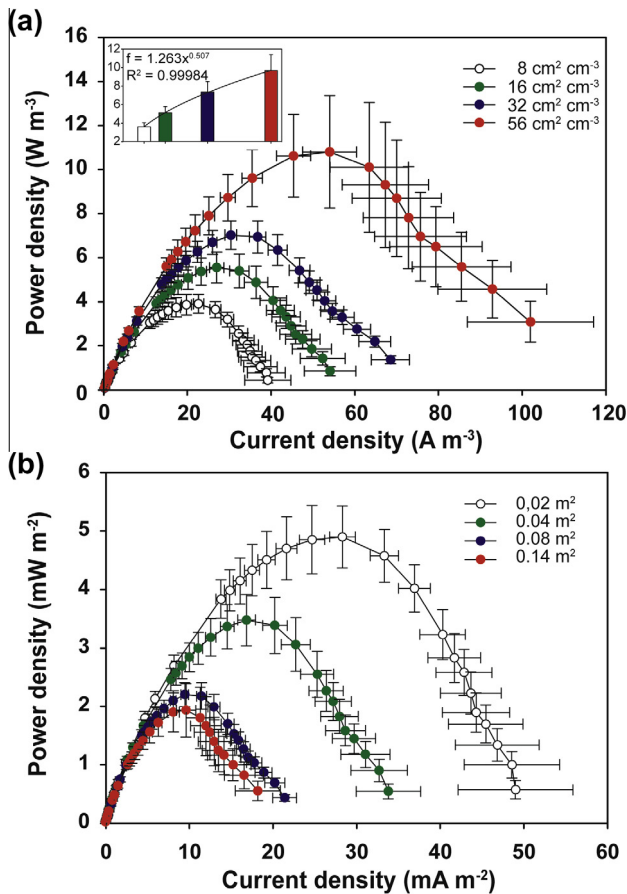 (a)
16
14
12
10
8
6
4
2
0
Power density (W m⁻³)
12
10
8
6
4
2
f = 1.263x⁰·⁵⁰⁷
R² = 0.99984
8 cm² cm⁻³
16 cm² cm⁻³
32 cm² cm⁻³
56 cm² cm⁻³
0 20 40 60 80 100 120
Current density (A m⁻³)
(b)
6
5
4
3
2
1
0
Power density (mW m⁻²)
0,02 m²
0.04 m²
0.08 m²
0.14 m²
0 10 20 30 40 50 60
Current density (mA m⁻²)